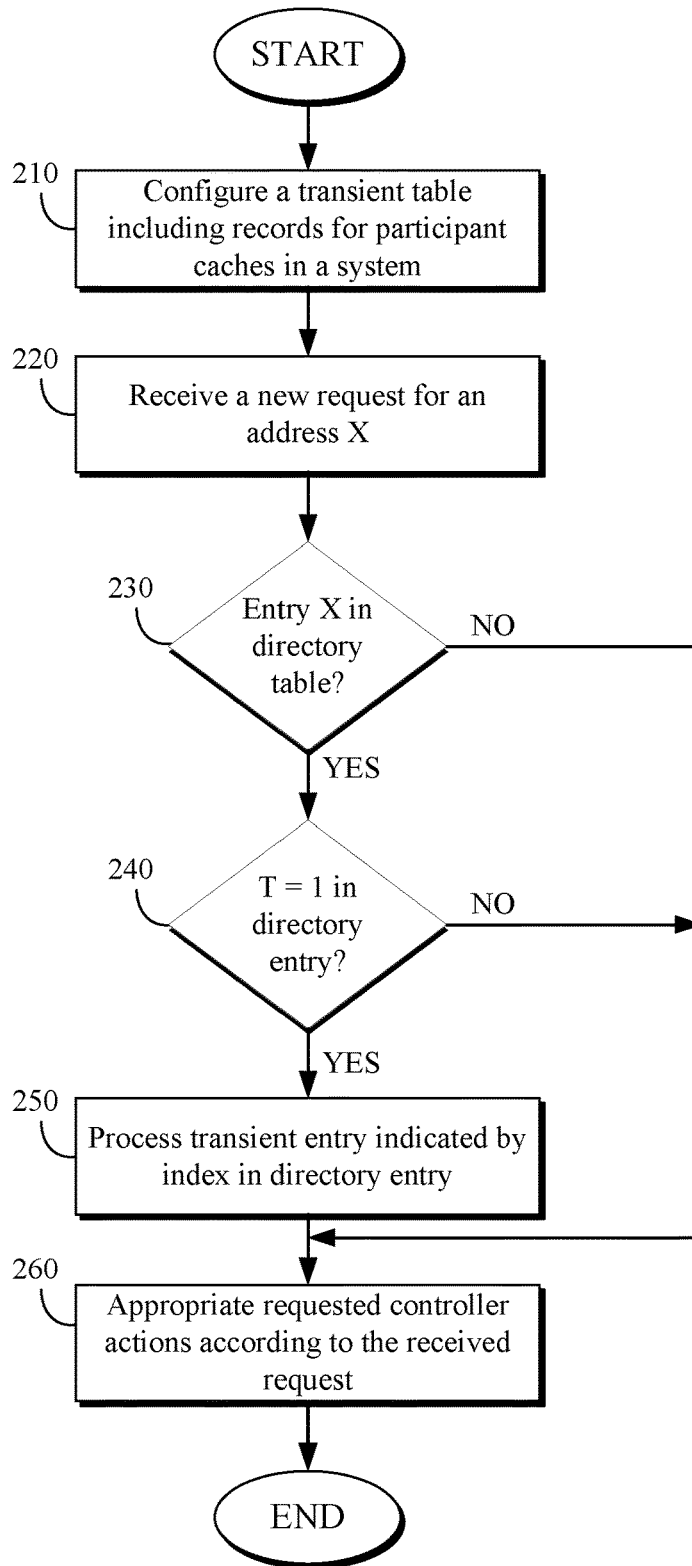 START
210
Configure a transient table
including records for participant
caches in a system
220
Receive a new request for an
address X
230
Entry X in
directory
table?
NO
YES
240
T = 1 in
directory
entry?
NO
YES
250
Process transient entry indicated by
index in directory entry
260
Appropriate requested controller
actions according to the received
request
END